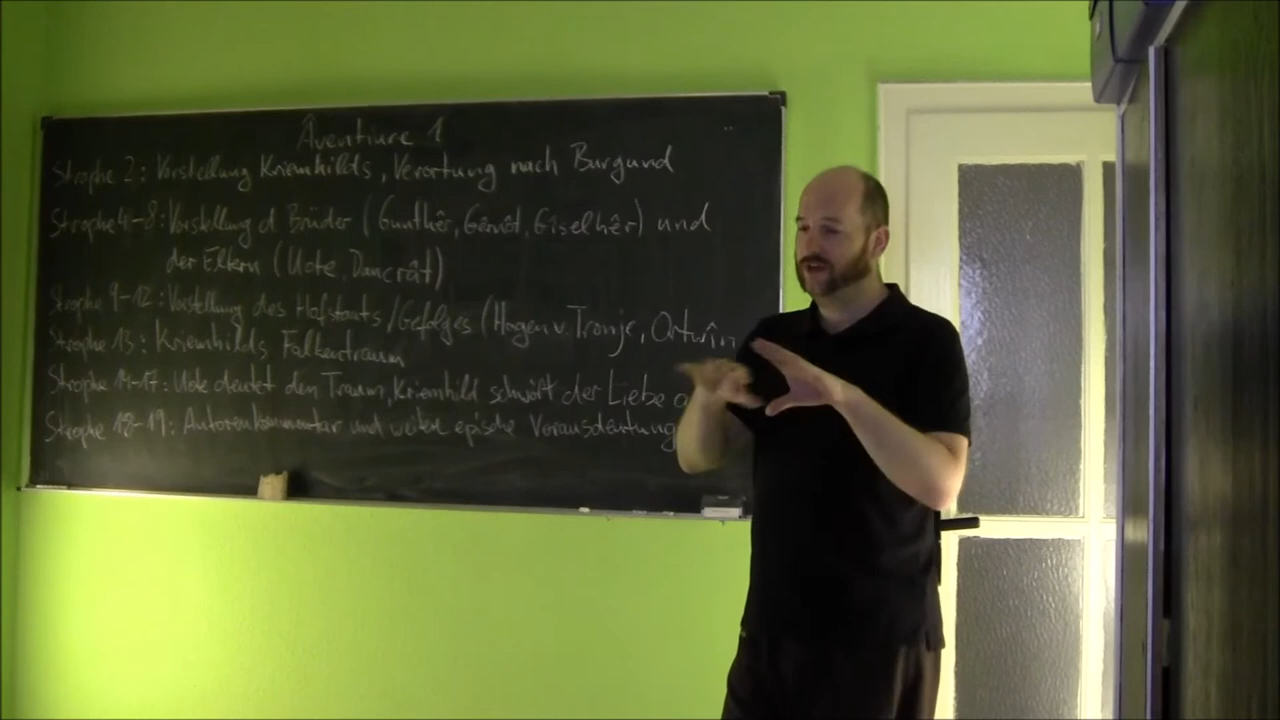 Âventiure 1
Strophe 2: Vorstellung Kriemhilds, Verortung nach Burgund
Strophe 4-8: Vorstellung d. Brüder (Gunthêr, Gêrnôt, Gîselhêr) und
der Eltern (Uote, Dancrât)
Strophe 9-12: Vorstellung des Hofstaats/Gefolges (Hagen v. Tronje, Ortwîn
Strophe 13: Kriemhilds Falkentraum
Strophe 14-17: Uote deutet den Traum, Kriemhild schwört der Liebe a
Strophe 18-19: Autorenkommentar und weitere epische Vorausdeutung